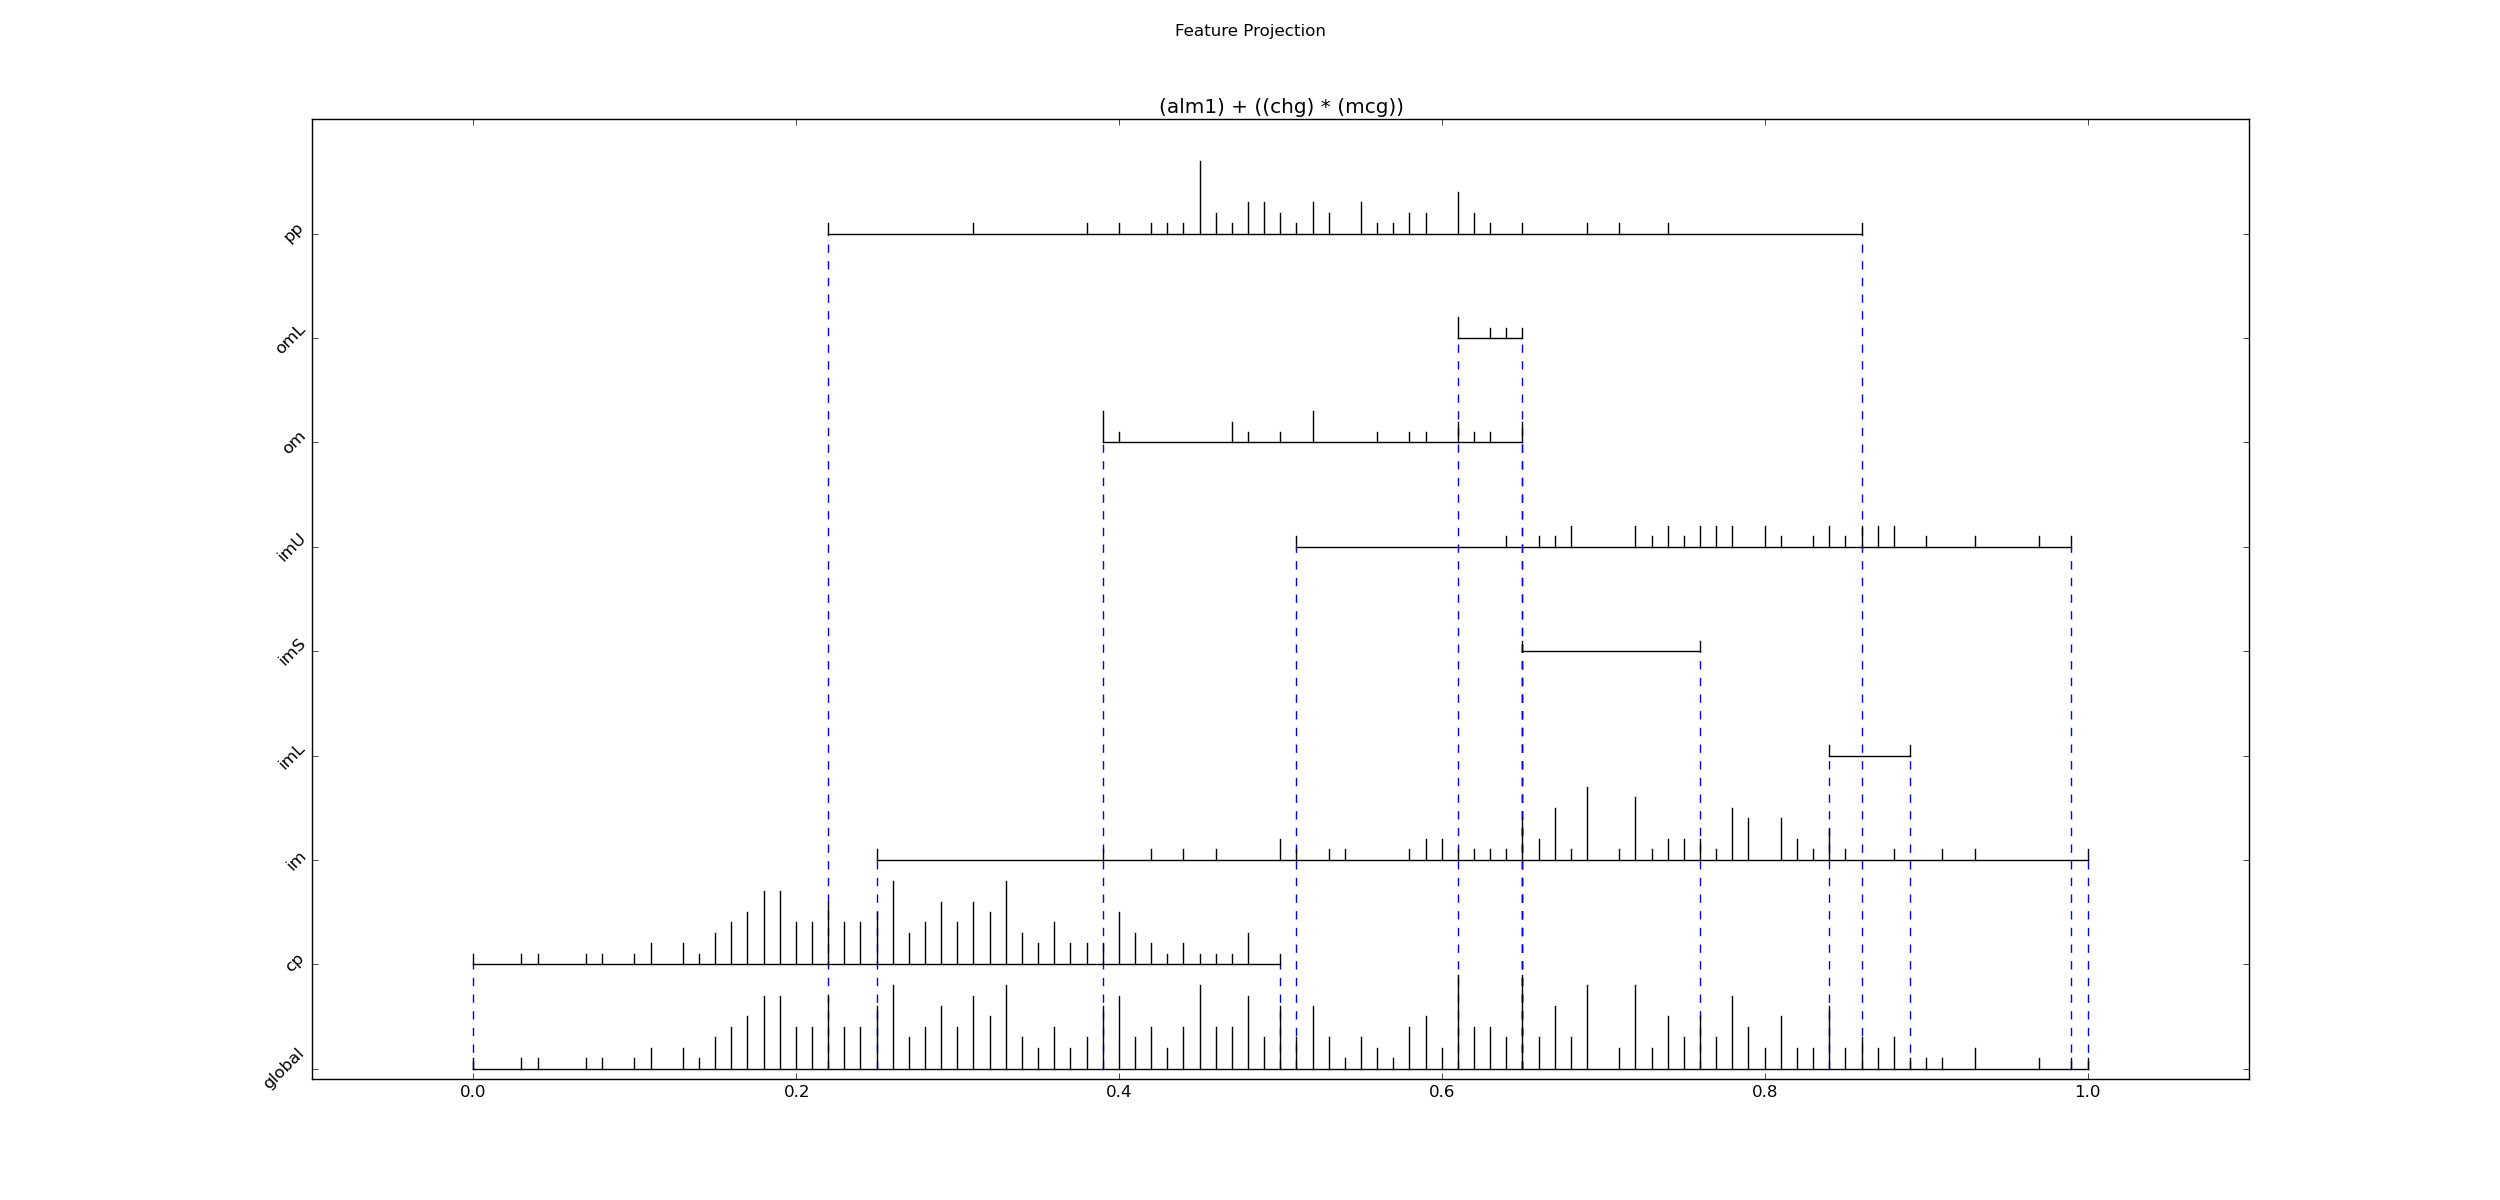 Feature Projection
(alm1) + ((chg) * (mcg))
pp
omL
om
imU
imS
imL
im
cp
global
0.0 0.2 0.4 0.6 0.8 1.0